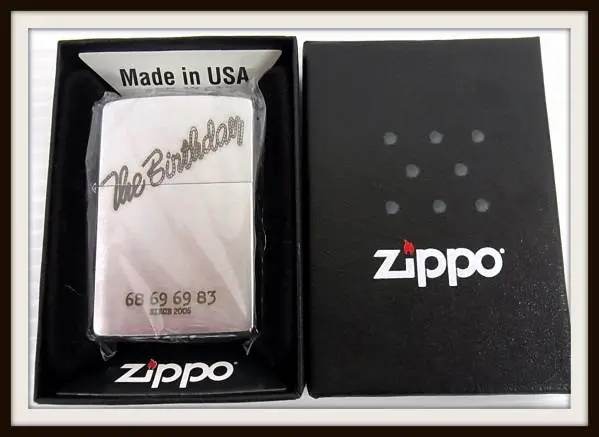 Made in USA
The Birthday
68 69 69 83
SINCE 2005
zippo
zippo